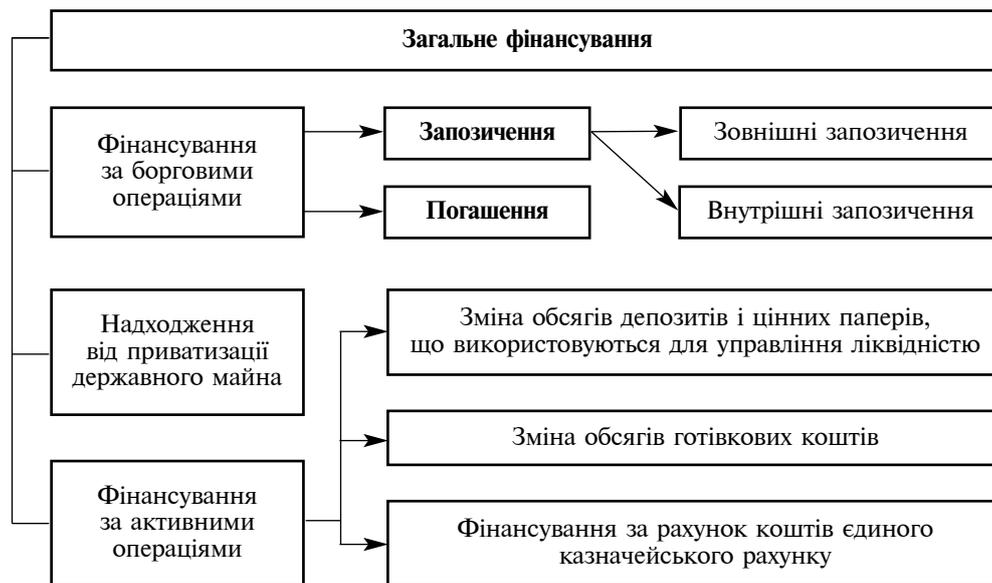 Загальне фінансування
Фінансування
за борговими
операціями
Запозичення
Зовнішні запозичення
Погашення
Внутрішні запозичення
Надходження
від приватизації
державного майна
Зміна обсягів депозитів і цінних паперів,
що використовуються для управління ліквідністю
Зміна обсягів готівкових коштів
Фінансування
за активними
операціями
Фінансування за рахунок коштів єдиного
казначейського рахунку